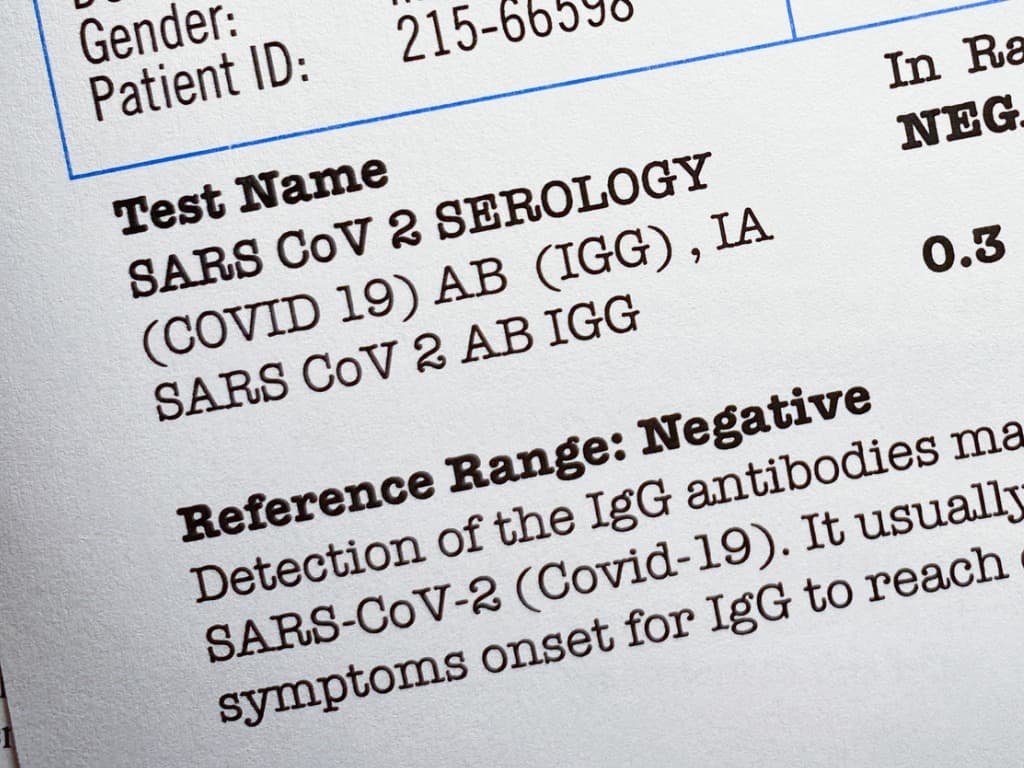 Gender:
Patient ID: 215-66598
In
Test Name
NEG.
SARS CoV 2 SEROLOGY
(COVID 19) AB (IGG) , IA
0.3
SARS CoV 2 AB IGG
Reference Range: Negative
Detection of the IgG antibodies
SARS-CoV-2 (Covid-19). It usually
symptoms onset for IgG to reach